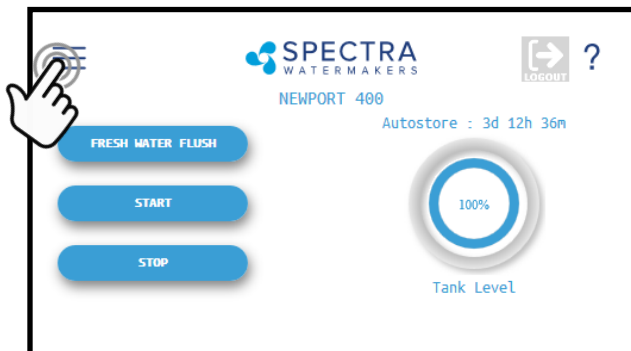 SPECTRA
WATERMAKERS
LOGOUT
?
NEWPORT 400
Autostore : 3d 12h 36m
FRESH WATER FLUSH
START
100%
STOP
Tank Level